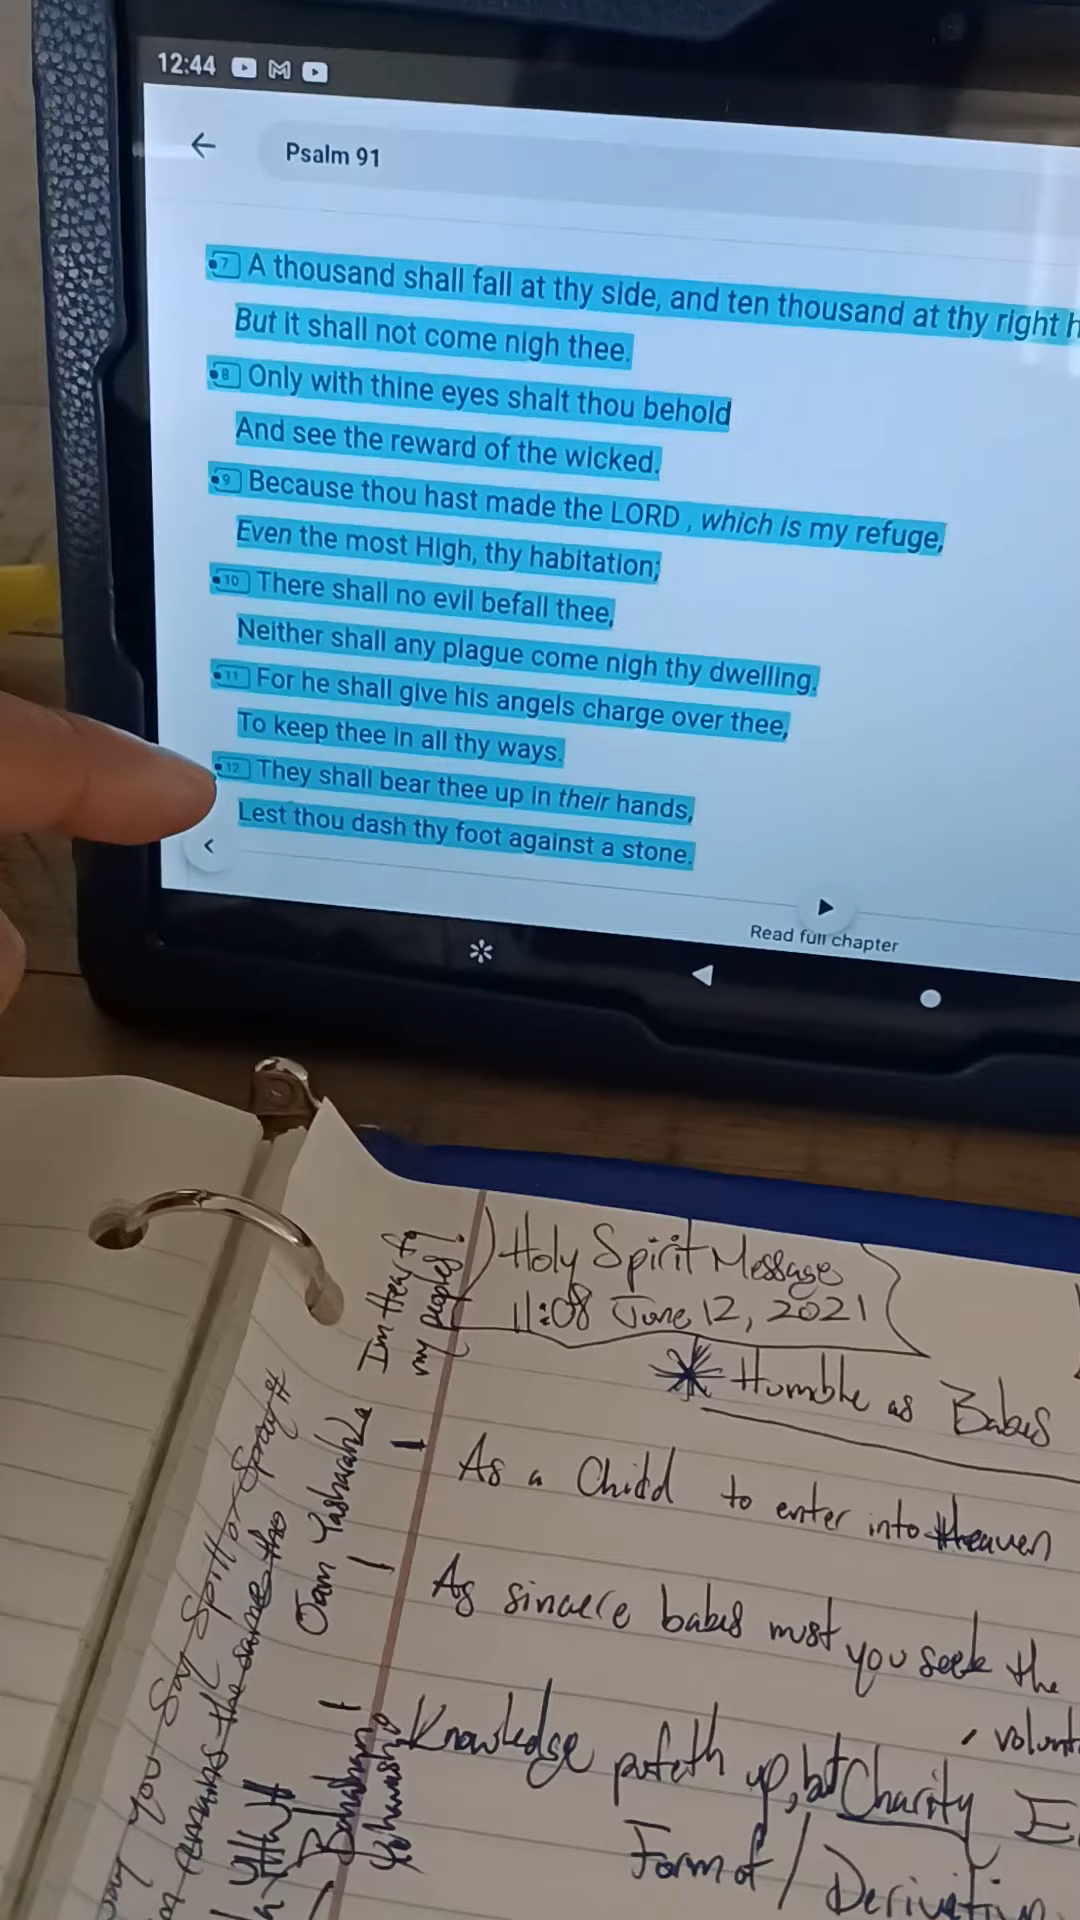 12:44
Psalm 91
7 A thousand shall fall at thy side, and ten thousand at thy right
But it shall not come nigh thee.
8 Only with thine eyes shalt thou behold
And see the reward of the wicked.
9 Because thou hast made the LORD , which is my refuge,
Even the most High, thy habitation;
10 There shall no evil befall thee,
Neither shall any plague come nigh thy dwelling.
11 For he shall give his angels charge over thee,
To keep thee in all thy ways.
12 They shall bear thee up in their hands,
Lest thou dash thy foot against a stone.
Read full chapter
Holy Spirit Message
11:08 June 12, 2021
Humble as Babes
As a Chidd to enter into heaven
As sincere babes must you seek the
Knowledge pufeth up, but Charity
Form of / Derivative
my people!
remains the same tho